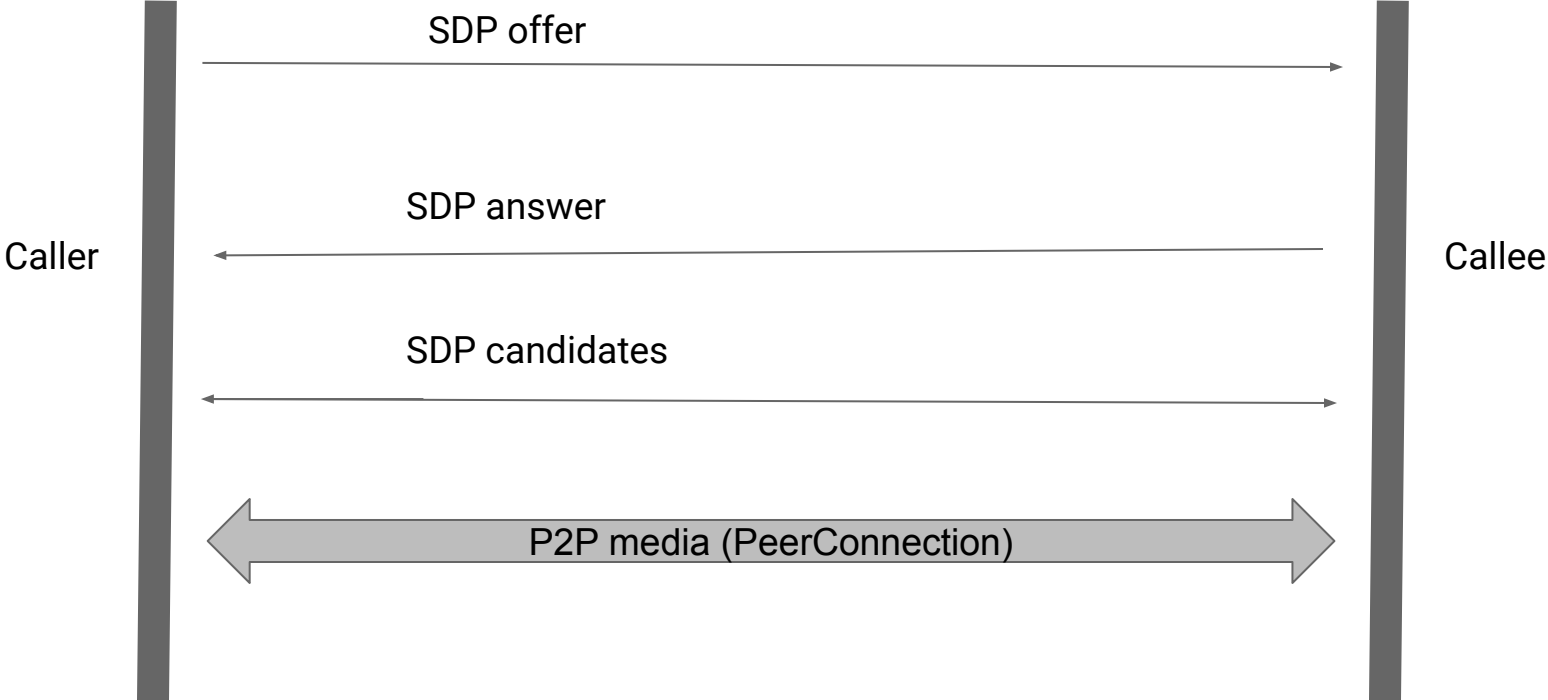 SDP offer
SDP answer
Caller
Callee
SDP candidates
P2P media (PeerConnection)